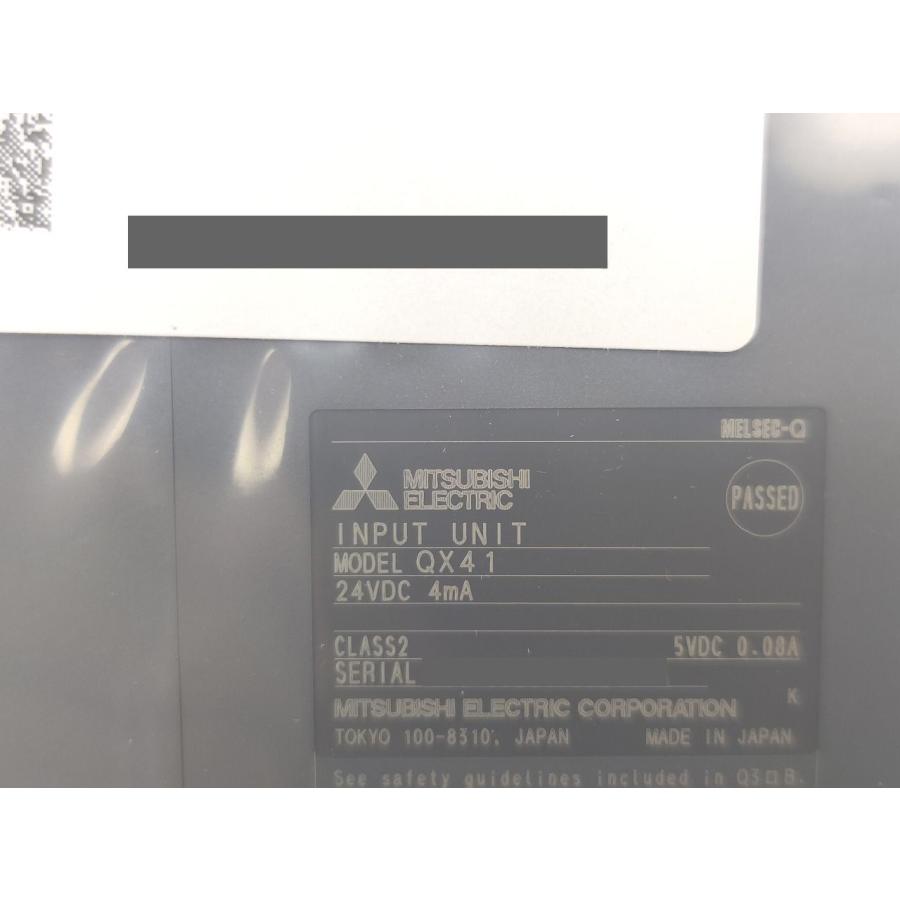 MELSEC-Q
MITSUBISHI
ELECTRIC
PASSED
INPUT UNIT
MODEL QX41
24VDC 4mA
CLASS2 5VDC 0.08A
SERIAL
K
MITSUBISHI ELECTRIC CORPORATION
TOKYO 100-8310, JAPAN MADE IN JAPAN
See safety guidelines included in Q3□B.